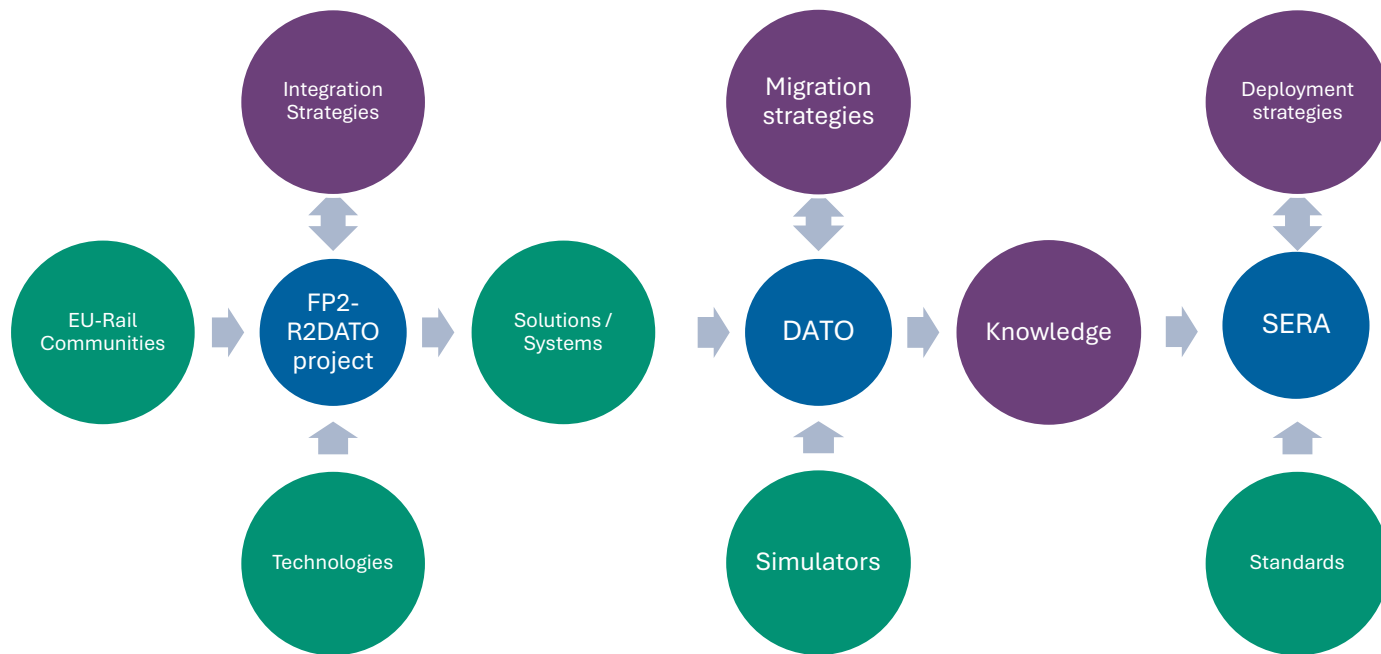 Integration
Strategies
Migration
strategies
Deployment
strategies
EU-Rail
Communities
FP2-
R2DATO
project
Solutions /
Systems
DATO
Knowledge
SERA
Technologies
Simulators
Standards